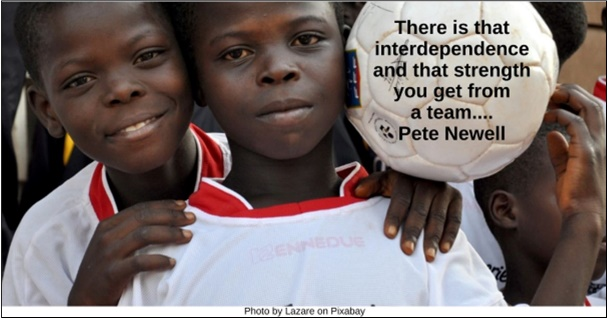 There is that
interdependence
and that strength
you get from
a team....
Pete Newell
ENNEDUE
Photo by Lazare on Pixabay